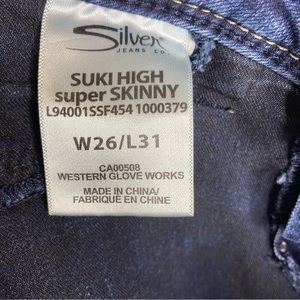 Silver
JEANS CO.
SUKI HIGH
super SKINNY
L94001SSF454 1000379
W26/L31
CA00508
WESTERN GLOVE WORKS
MADE IN CHINA/
FABRIQUÉ EN CHINE